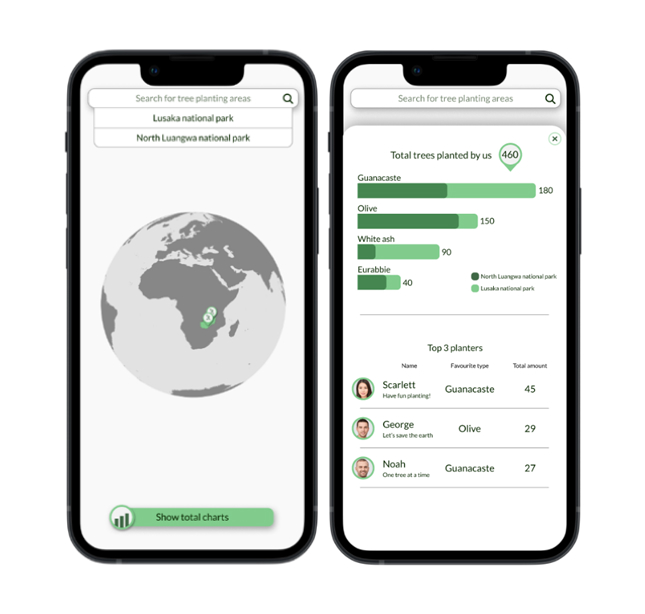 Search for tree planting areas
Lusaka national park
North Luangwa national park
Show total charts
Search for tree planting areas
Total trees planted by us 460
Guanacaste
180
Olive
150
White ash
90
Eurabbie
40
North Luangwa national park
Lusaka national park
Top 3 planters
Name Favourite type Total amount
Scarlett Guanacaste 45
Have fun planting!
George Olive 29
Let's save the earth
Noah Guanacaste 27
One tree at a time